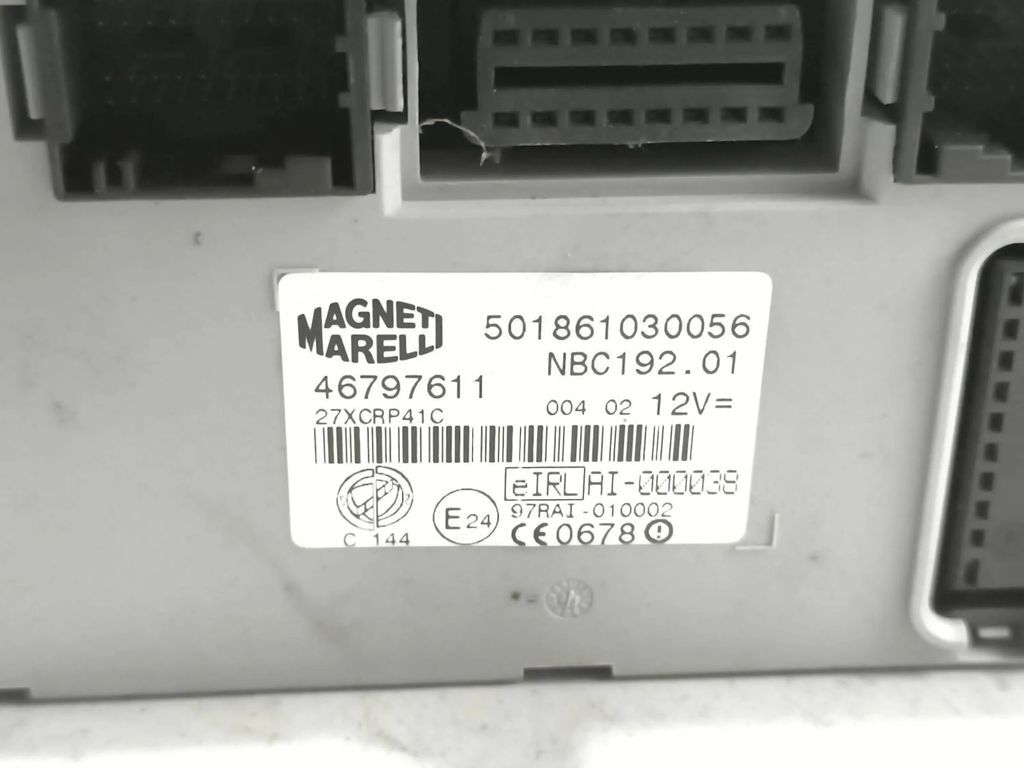 MAGNETI
MARELLI
501861030056
NBC192.01
46797611
27XCRP41C
004 02 12V=
eIRL AI-000038
97RAI-010002
E24
C 144
CE0678